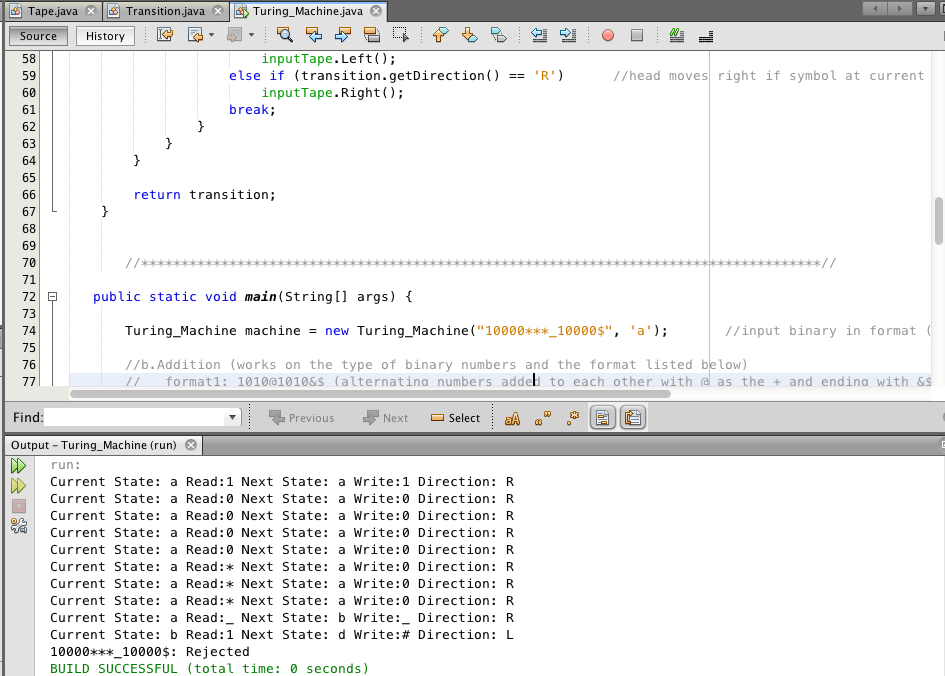 Tape.java Transition.java Turing_Machine.java
Source History
58 inputTape.Left();
59 else if (transition.getDirection() == 'R') //head moves right if symbol at current
60 inputTape.Right();
61 break;
62 }
63 }
64 }
65
66 return transition;
67 }
68
69
70 //*************************************************************************************//
71
72 public static void main(String[] args) {
73
74 Turing_Machine machine = new Turing_Machine("10000***_10000$", 'a'); //input binary in format (
75
76 //b.Addition (works on the type of binary numbers and the format listed below)
77 // format1: 1010@1010&$ (alternating numbers added to each other with @ as the + and ending with &$
Find: Previous Next Select
Output - Turing_Machine (run)
run:
Current State: a Read:1 Next State: a Write:1 Direction: R
Current State: a Read:0 Next State: a Write:0 Direction: R
Current State: a Read:0 Next State: a Write:0 Direction: R
Current State: a Read:0 Next State: a Write:0 Direction: R
Current State: a Read:0 Next State: a Write:0 Direction: R
Current State: a Read:* Next State: a Write:0 Direction: R
Current State: a Read:* Next State: a Write:0 Direction: R
Current State: a Read:* Next State: a Write:0 Direction: R
Current State: a Read:_ Next State: b Write:_ Direction: R
Current State: b Read:1 Next State: d Write:# Direction: L
10000***_10000$: Rejected
BUILD SUCCESSFUL (total time: 0 seconds)